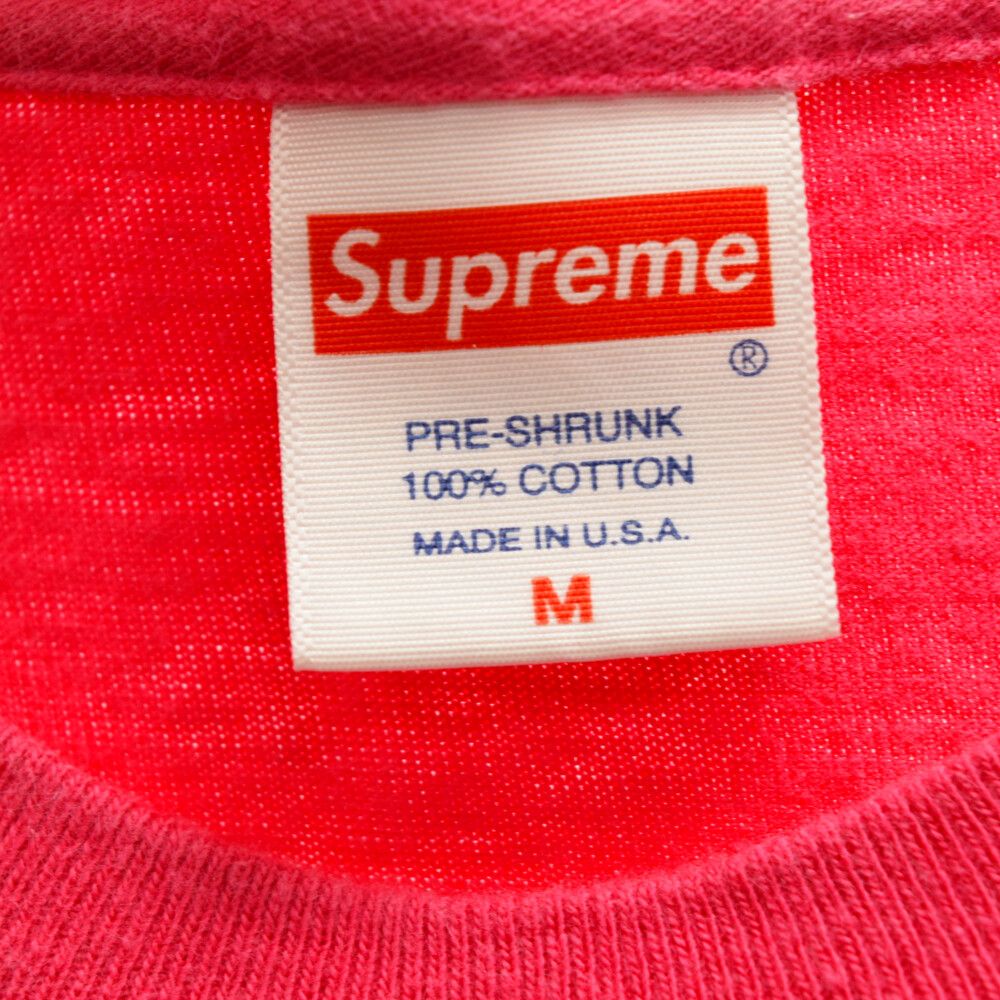 Supreme
®
PRE-SHRUNK
100% COTTON
MADE IN U.S.A.
M